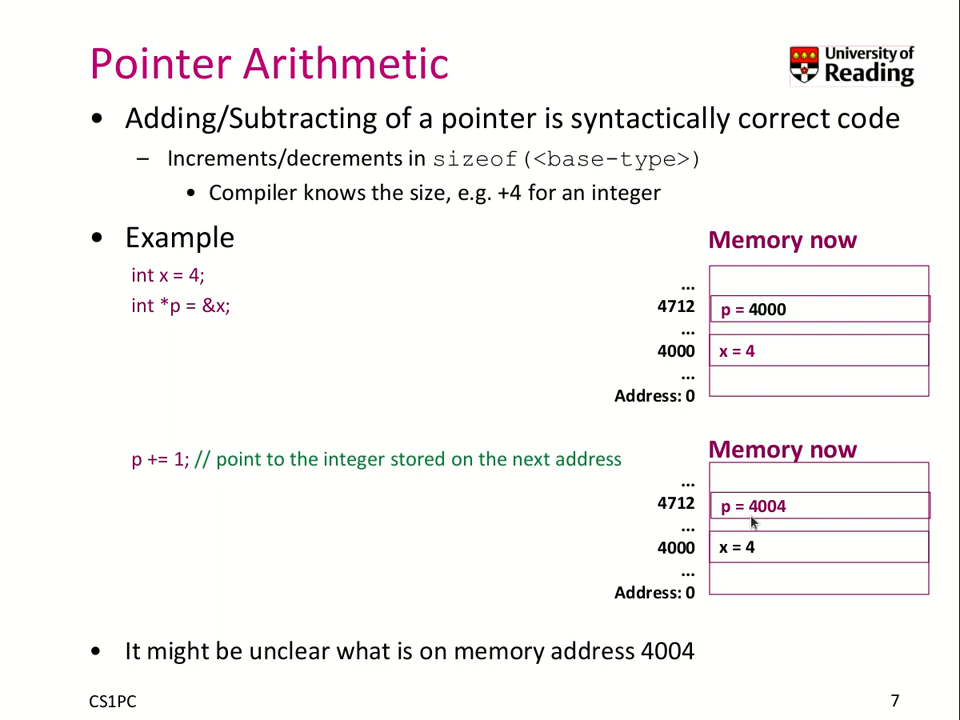 Pointer Arithmetic
University of
Reading
• Adding/Subtracting of a pointer is syntactically correct code
– Increments/decrements in sizeof(<base-type>)
• Compiler knows the size, e.g. +4 for an integer
• Example
int x = 4;
int *p = &x;
Memory now
...
4712 p = 4000
...
4000 x = 4
...
Address: 0
p += 1; // point to the integer stored on the next address
Memory now
...
4712 p = 4004
...
4000 x = 4
...
Address: 0
• It might be unclear what is on memory address 4004
CS1PC
7